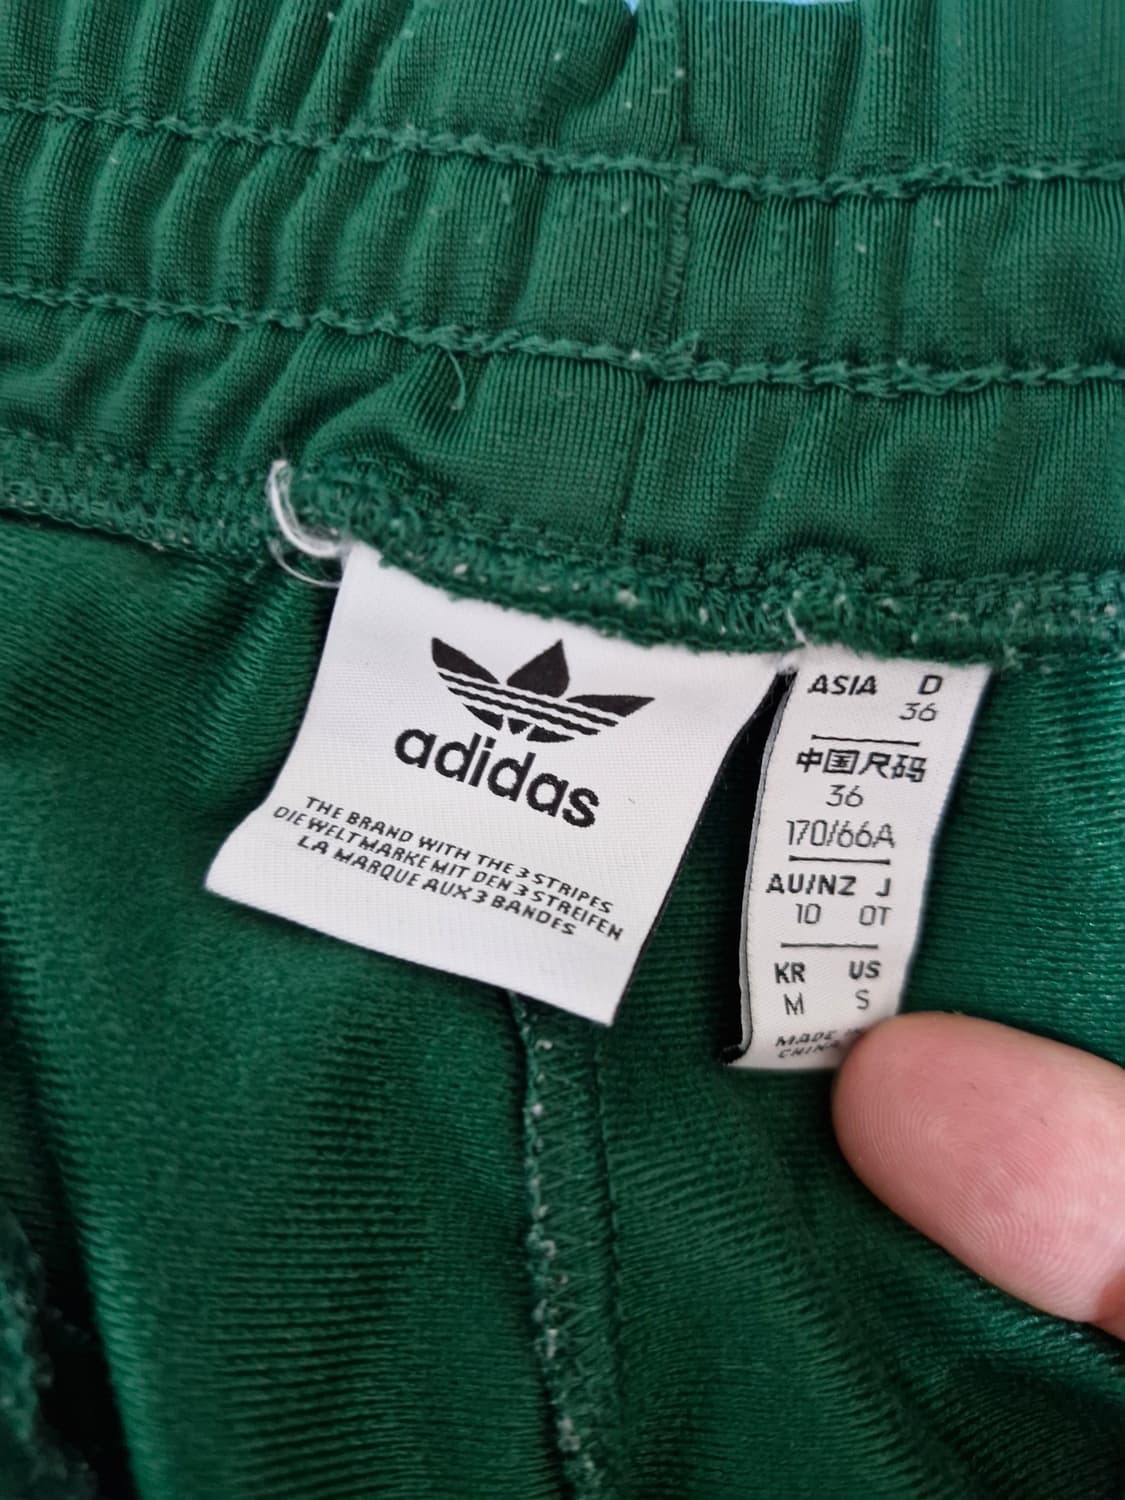 adidas
THE BRAND WITH THE 3 STRIPES
DIE WELTMARKE MIT DEN 3 STREIFEN
LA MARQUE AUX 3 BANDES
ASIA D
36
中国尺码
36
170/66A
AU/NZ J
10 OT
KR US
M S
MADE IN
CHINA